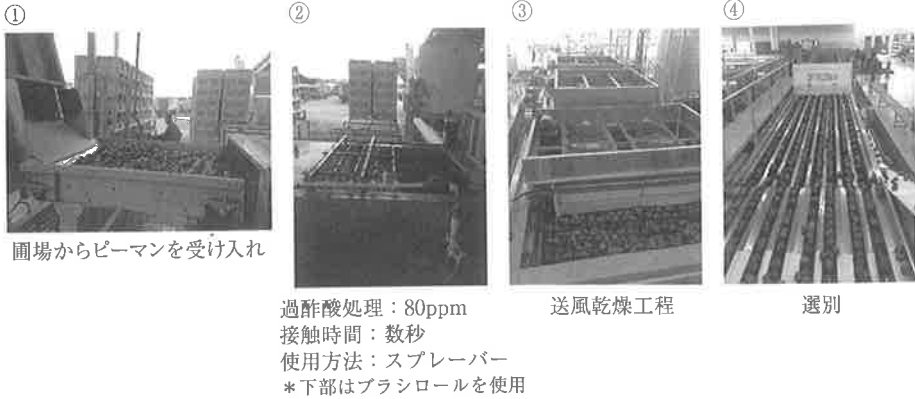 ①
圃場からピーマンを受け入れ
②
過酢酸処理：80ppm
接触時間：数秒
使用方法：スプレーバー
＊下部はブラシロールを使用
③
送風乾燥工程
④
選別